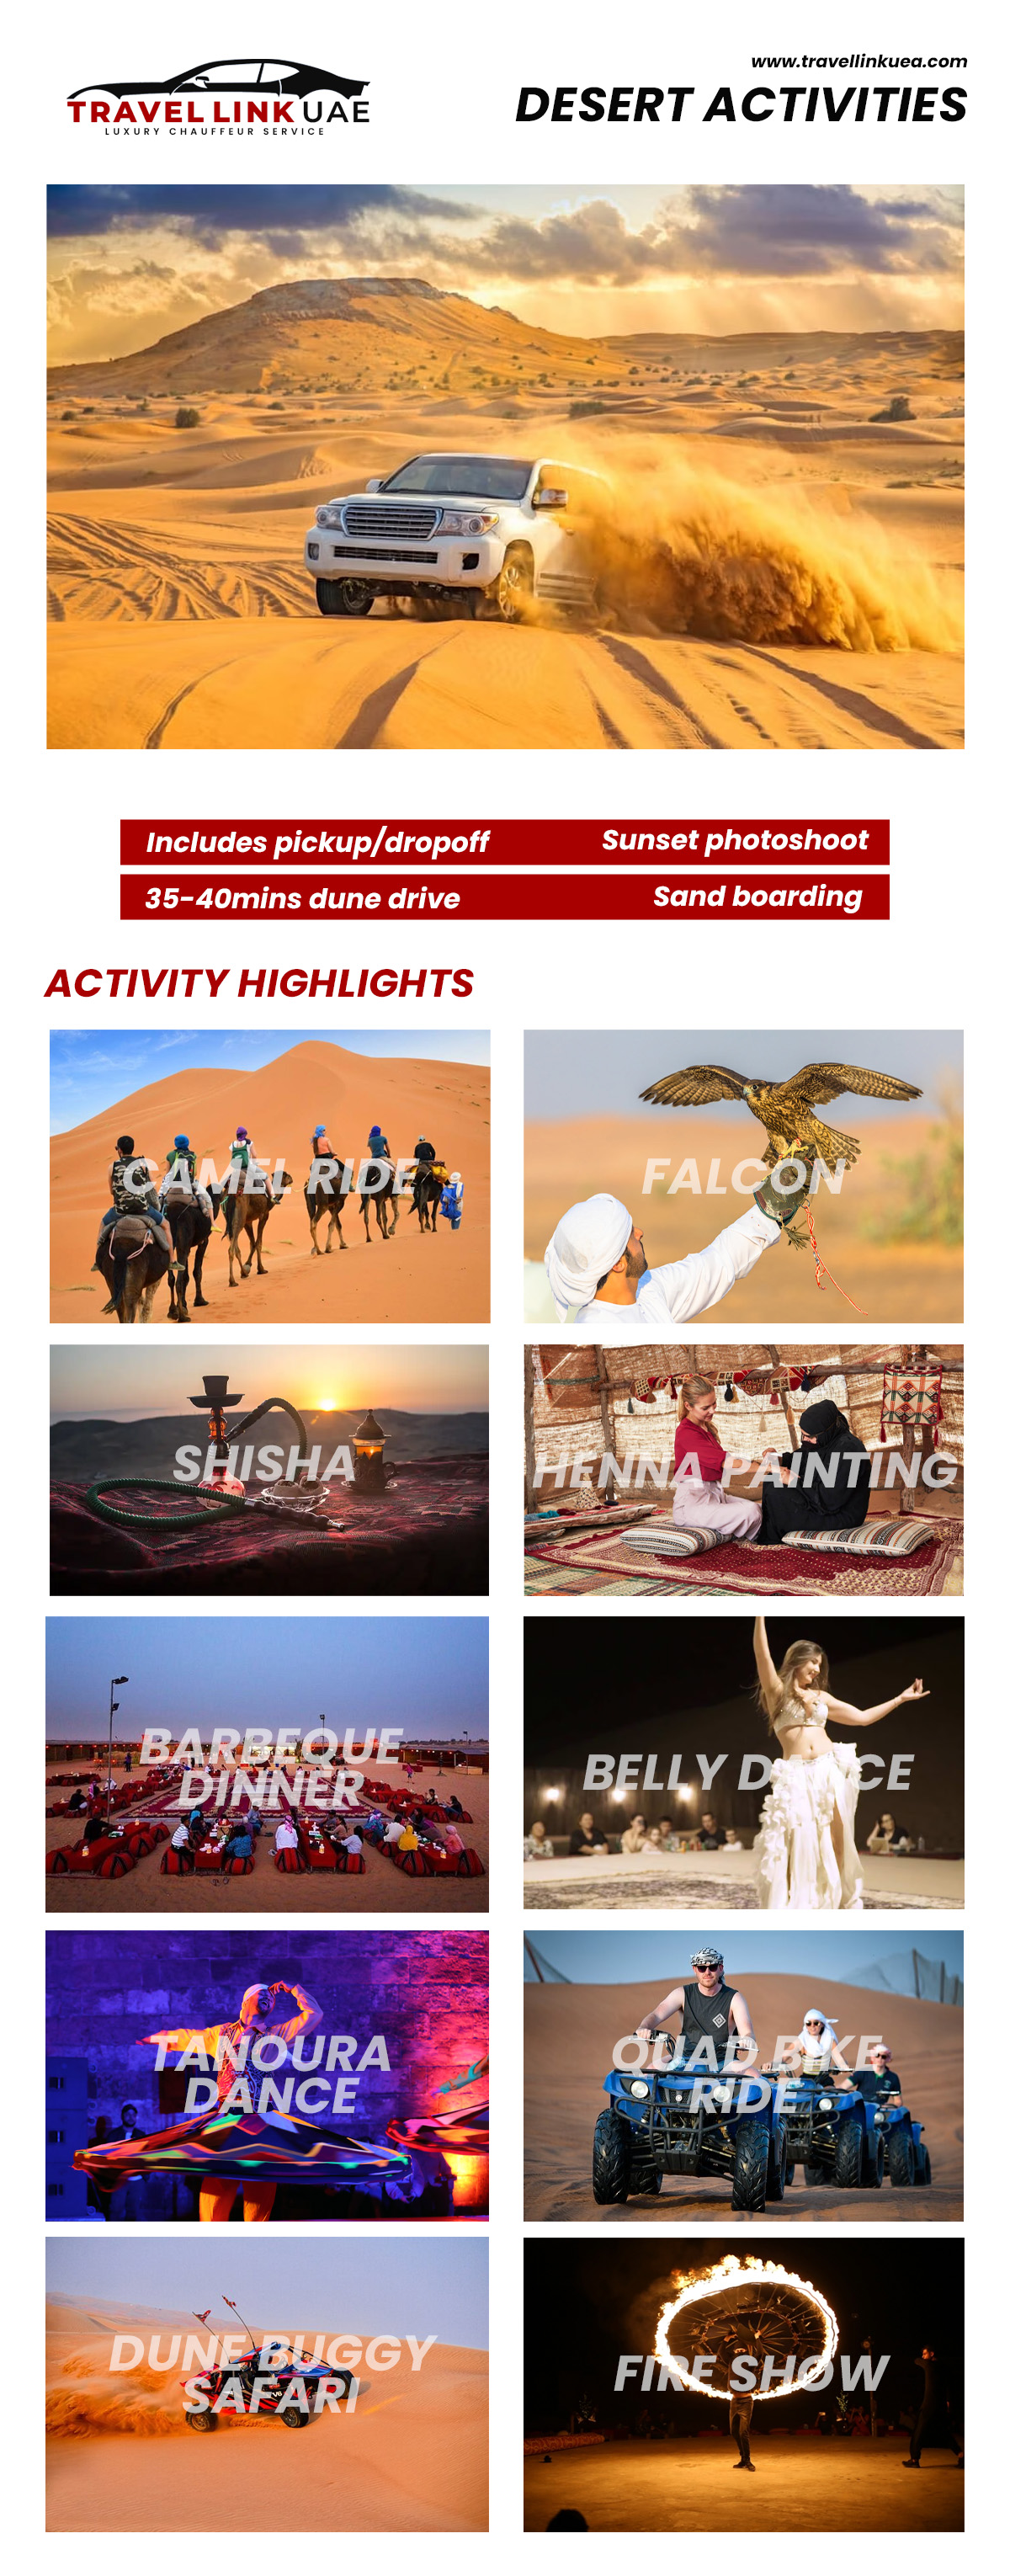 TRAVEL LINK UAE
LUXURY CHAUFFEUR SERVICE
www.travellinkuea.com
DESERT ACTIVITIES
Includes pickup/dropoff
Sunset photoshoot
35-40mins dune drive
Sand boarding
ACTIVITY HIGHLIGHTS
CAMEL RIDE
FALCON
SHISHA
HENNA PAINTING
BARBEQUE
DINNER
BELLY DANCE
TANOURA
DANCE
QUAD BIKE
RIDE
DUNE BUGGY
SAFARI
FIRE SHOW